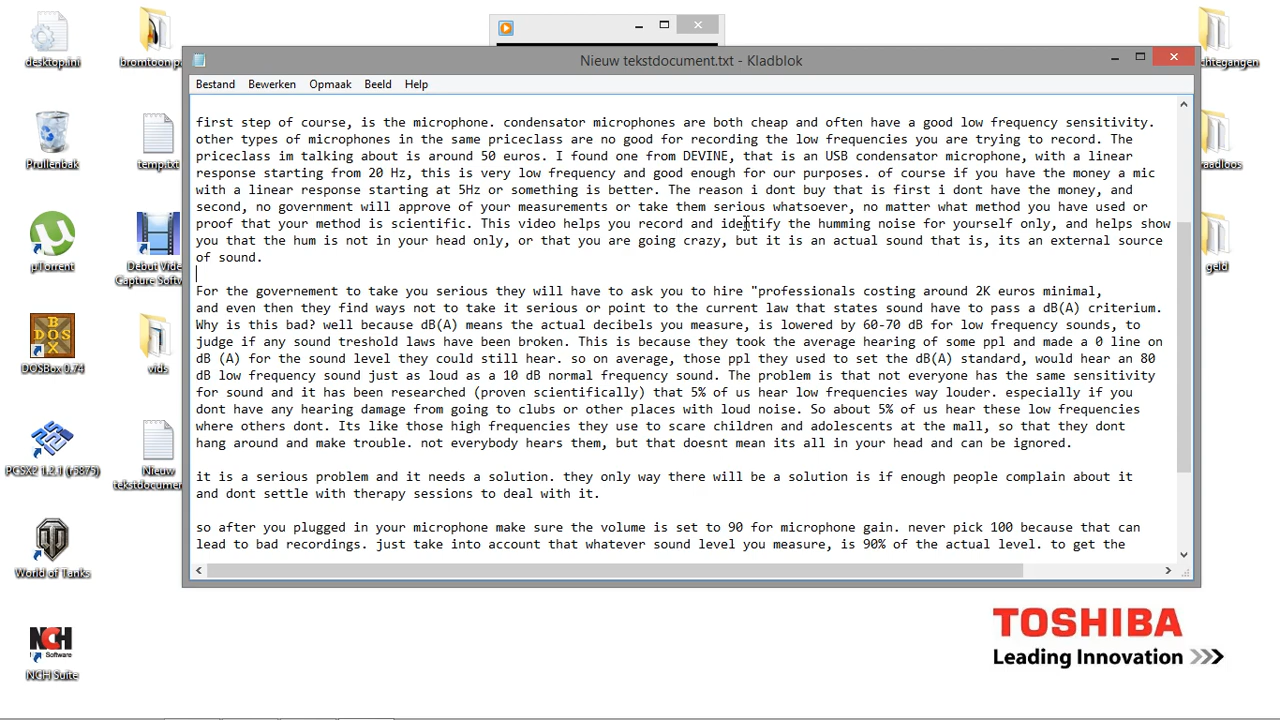 desktop.ini
bromtoon p
Prullenbak
temp.txt
µTorrent
Debut Vide
Capture Softw
DOSBox 0.74
vids
PCSX2 1.2.1 (r5875)
Nieuw
tekstdocument
World of Tanks
NCH Suite
Nieuw tekstdocument.txt - Kladblok
Bestand Bewerken Opmaak Beeld Help
first step of course, is the microphone. condensator microphones are both cheap and often have a good low frequency sensitivity.
other types of microphones in the same priceclass are no good for recording the low frequencies you are trying to record. The
priceclass im talking about is around 50 euros. I found one from DEVINE, that is an USB condensator microphone, with a linear
response starting from 20 Hz, this is very low frequency and good enough for our purposes. of course if you have the money a mic
with a linear response starting at 5Hz or something is better. The reason i dont buy that is first i dont have the money, and
second, no government will approve of your measurements or take them serious whatsoever, no matter what method you have used or
proof that your method is scientific. This video helps you record and identify the humming noise for yourself only, and helps show
you that the hum is not in your head only, or that you are going crazy, but it is an actual sound that is, its an external source
of sound.
For the governement to take you serious they will have to ask you to hire "professionals costing around 2K euros minimal,
and even then they find ways not to take it serious or point to the current law that states sound have to pass a dB(A) criterium.
Why is this bad? well because dB(A) means the actual decibels you measure, is lowered by 60-70 dB for low frequency sounds, to
judge if any sound treshold laws have been broken. This is because they took the average hearing of some ppl and made a 0 line on
dB (A) for the sound level they could still hear. so on average, those ppl they used to set the dB(A) standard, would hear an 80
dB low frequency sound just as loud as a 10 dB normal frequency sound. The problem is that not everyone has the same sensitivity
for sound and it has been researched (proven scientifically) that 5% of us hear low frequencies way louder. especially if you
dont have any hearing damage from going to clubs or other places with loud noise. So about 5% of us hear these low frequencies
where others dont. Its like those high frequencies they use to scare children and adolescents at the mall, so that they dont
hang around and make trouble. not everybody hears them, but that doesnt mean its all in your head and can be ignored.
it is a serious problem and it needs a solution. they only way there will be a solution is if enough people complain about it
and dont settle with therapy sessions to deal with it.
so after you plugged in your microphone make sure the volume is set to 90 for microphone gain. never pick 100 because that can
lead to bad recordings. just take into account that whatever sound level you measure, is 90% of the actual level. to get the
chtegangen
raadloos
geld
TOSHIBA
Leading Innovation